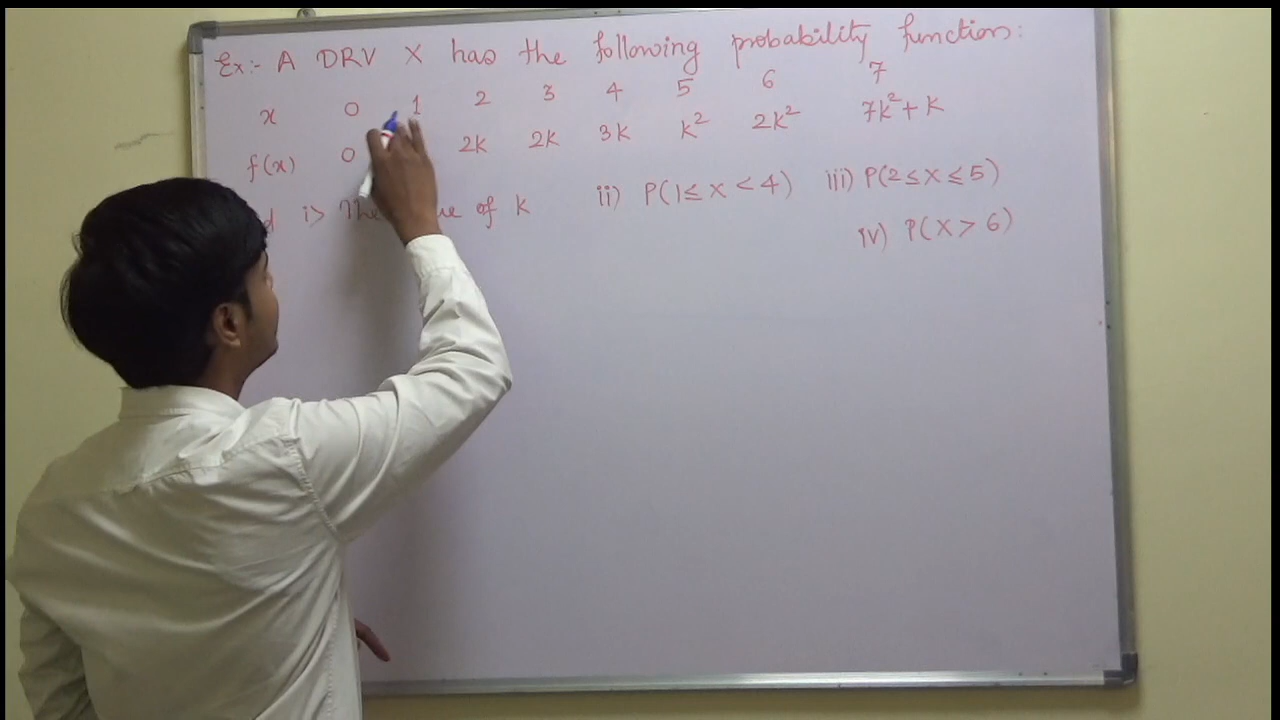 Ex:- A DRV X has the following probability function:
x 0 1 2 3 4 5 6 7
f(x) 0 2k 2k 3k k² 2k² 7k²+k
i> The of k ii) P(1≤x<4) iii) P(2≤x≤5)
iv) P(x>6)